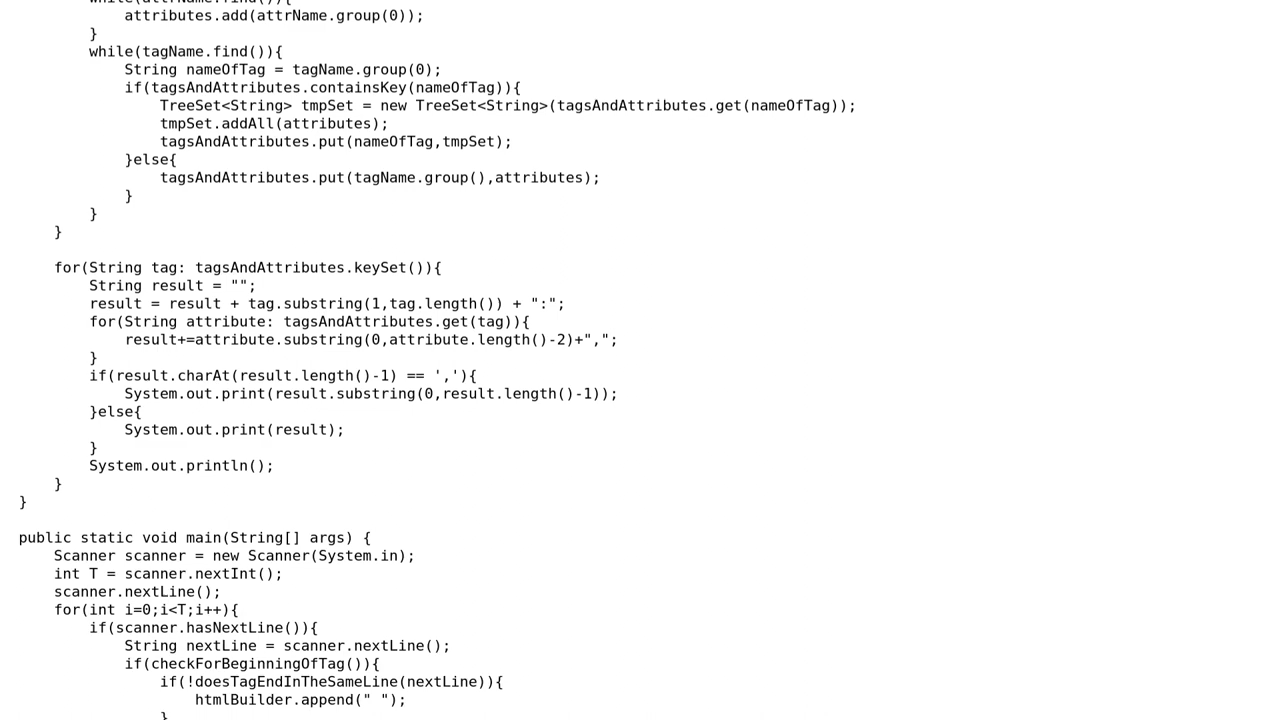 while(attrName.find()){
attributes.add(attrName.group(0));
}
while(tagName.find()){
String nameOfTag = tagName.group(0);
if(tagsAndAttributes.containsKey(nameOfTag)){
TreeSet<String> tmpSet = new TreeSet<String>(tagsAndAttributes.get(nameOfTag));
tmpSet.addAll(attributes);
tagsAndAttributes.put(nameOfTag,tmpSet);
}else{
tagsAndAttributes.put(tagName.group(),attributes);
}
}
}
for(String tag: tagsAndAttributes.keySet()){
String result = "";
result = result + tag.substring(1,tag.length()) + ":";
for(String attribute: tagsAndAttributes.get(tag)){
result+=attribute.substring(0,attribute.length()-2)+",";
}
if(result.charAt(result.length()-1) == ','){
System.out.print(result.substring(0,result.length()-1));
}else{
System.out.print(result);
}
System.out.println();
}
}
public static void main(String[] args) {
Scanner scanner = new Scanner(System.in);
int T = scanner.nextInt();
scanner.nextLine();
for(int i=0;i<T;i++){
if(scanner.hasNextLine()){
String nextLine = scanner.nextLine();
if(checkForBeginningOfTag()){
if(!doesTagEndInTheSameLine(nextLine)){
htmlBuilder.append(" ");
}